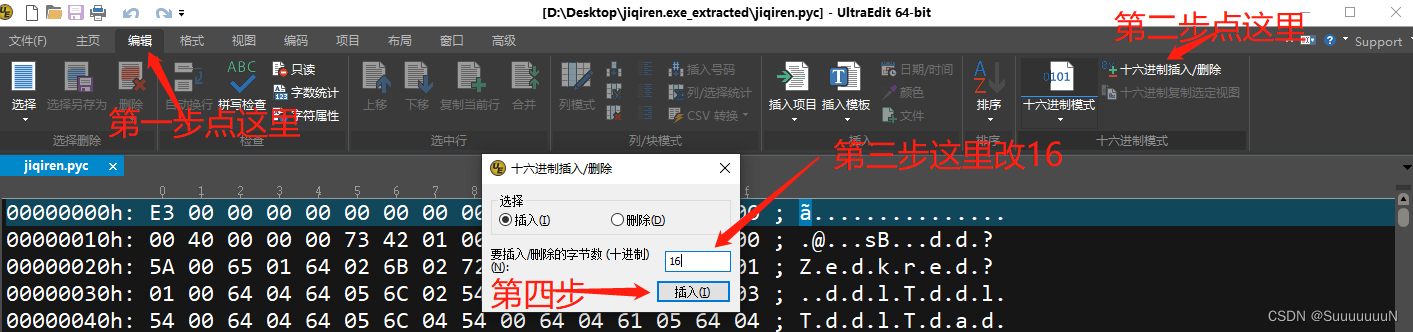 [D:\Desktop\jiqiren.exe_extracted\jiqiren.pyc] - UltraEdit 64-bit
第二步点这里
文件(F) 主页 编辑 格式 视图 编码 项目 布局 窗口 高级 Support
选择 选择另存为 删除 自动换行 拼写检查 只读 字数统计 字符属性 上移 下移 复制当前行 合并 列模式 插入号码 列/选择统计 CSV 转换 插入项目 插入模板 日期/时间 颜色 文件 排序 十六进制模式 十六进制插入/删除 十六进制复制选定视图
第一步点这里
选择删除 检查 选中行 列/块模式 插入 排序 十六进制模式
第三步这里改16
jiqiren.pyc
十六进制插入/删除
选择
插入(I) 删除(D)
要插入/删除的字节数 (十进制)
(N):
16
第四步
插入(I)
0 1 2 3 4 5 6 7 8 f
00000000h: E3 00 00 00 00 00 00 00 00 00 ; ã...............
00000010h: 00 40 00 00 00 73 42 01 00 00 ; .@...sB...d.d.?
00000020h: 5A 00 65 01 64 02 6B 02 72 01 ; Z.e.d.k.r.e.d.?
00000030h: 01 00 64 04 64 05 6C 02 54 03 ; ..d.d.l.T.d.d.l.
00000040h: 54 00 64 04 64 05 6C 04 54 00 64 04 61 05 64 04 ; T.d.d.l.T.d.a.d.
CSDN @SuuuuuuuN